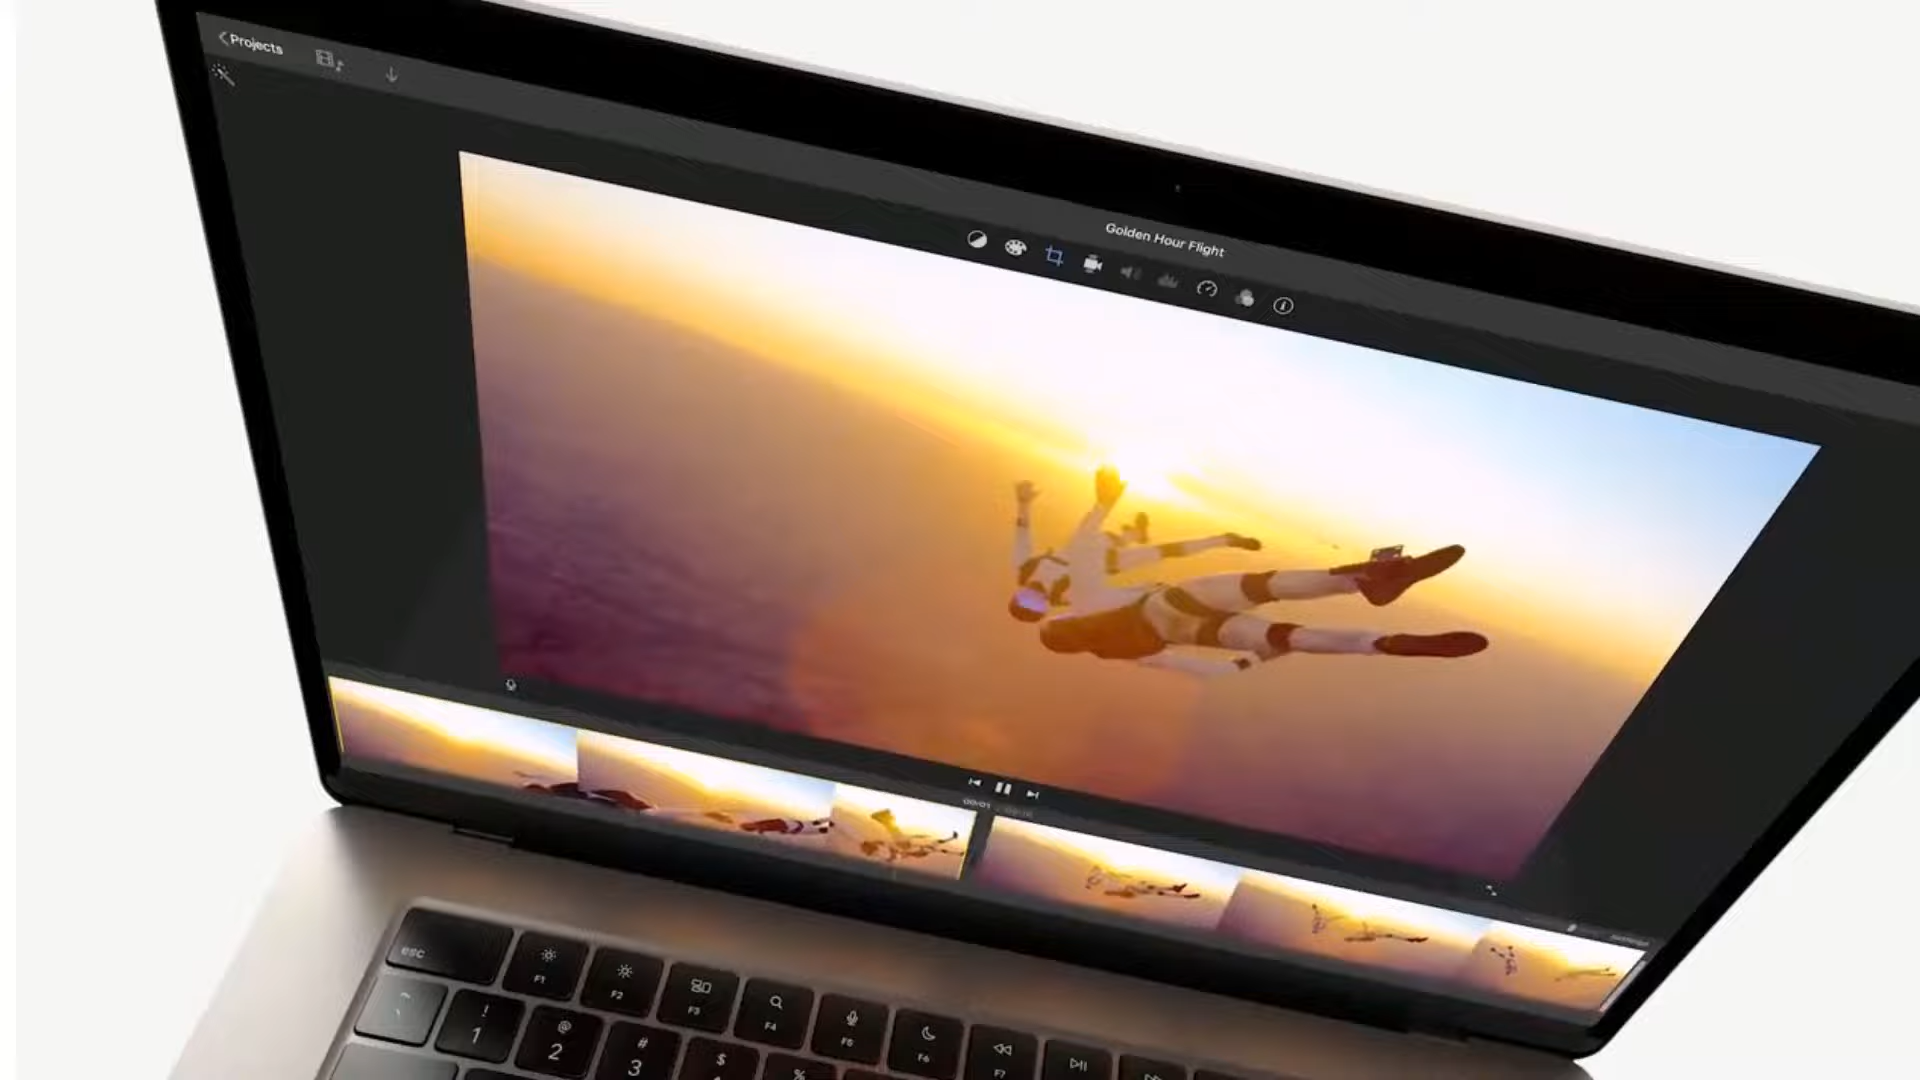 Projects
Golden Hour Flight
esc
F1
F2
F3
F4
F5
F6
F7
!
1
@
2
#
3
$
%